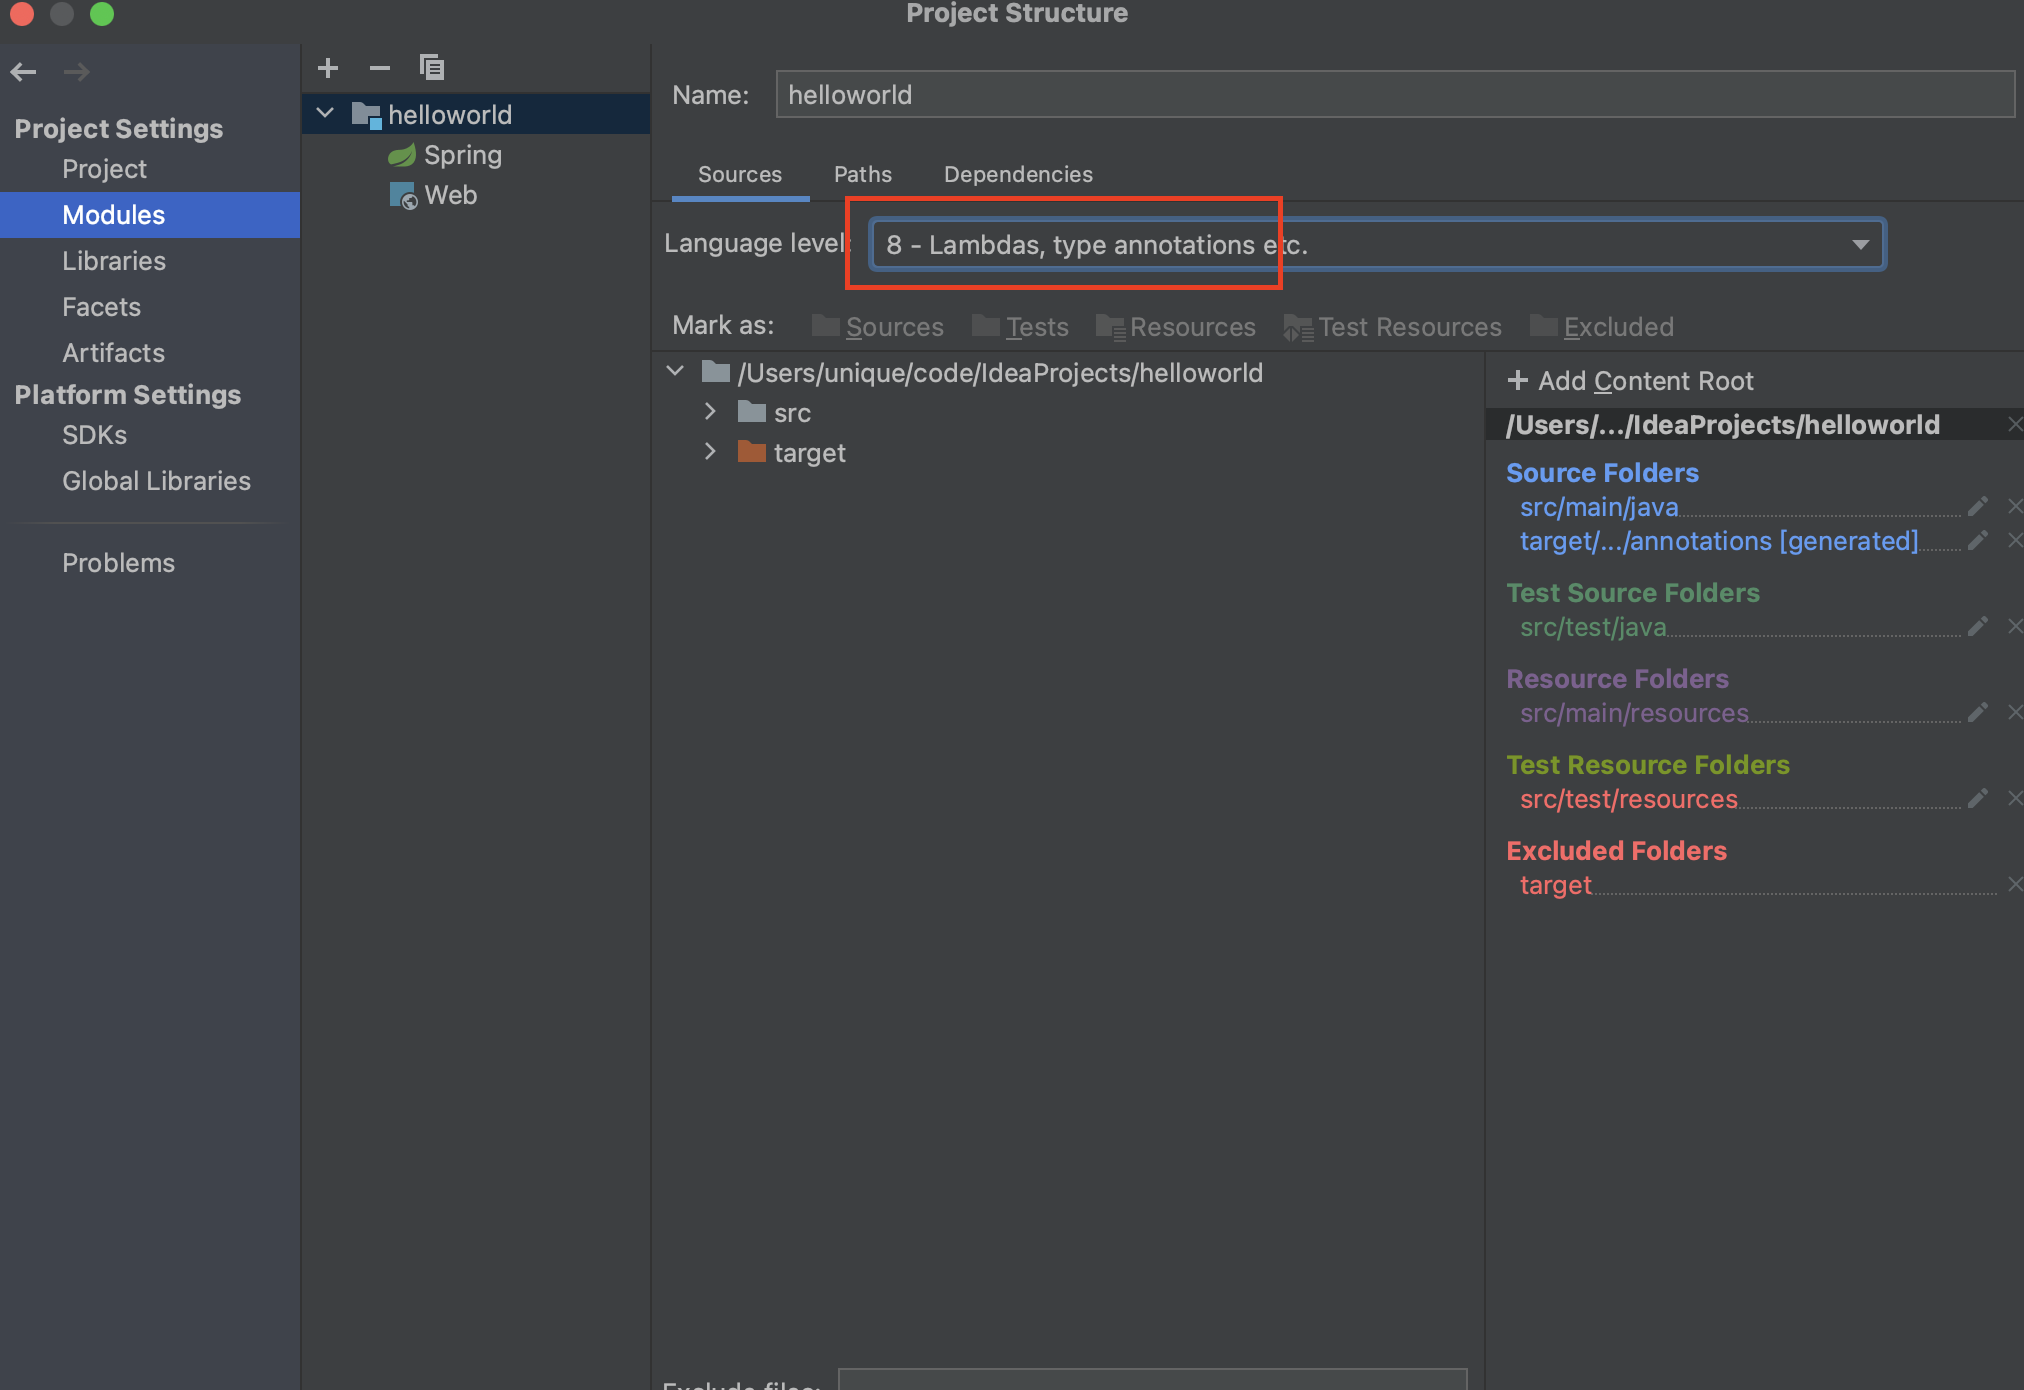 Project Structure
Project Settings
Project
Modules
Libraries
Facets
Artifacts
Platform Settings
SDKs
Global Libraries
Problems
helloworld
Spring
Web
Name: helloworld
Sources Paths Dependencies
Language level: 8 - Lambdas, type annotations etc.
Mark as: Sources Tests Resources Test Resources Excluded
/Users/unique/code/IdeaProjects/helloworld
src
target
Add Content Root
/Users/.../IdeaProjects/helloworld
Source Folders
src/main/java
target/.../annotations [generated]
Test Source Folders
src/test/java
Resource Folders
src/main/resources
Test Resource Folders
src/test/resources
Excluded Folders
target
Exclude files: